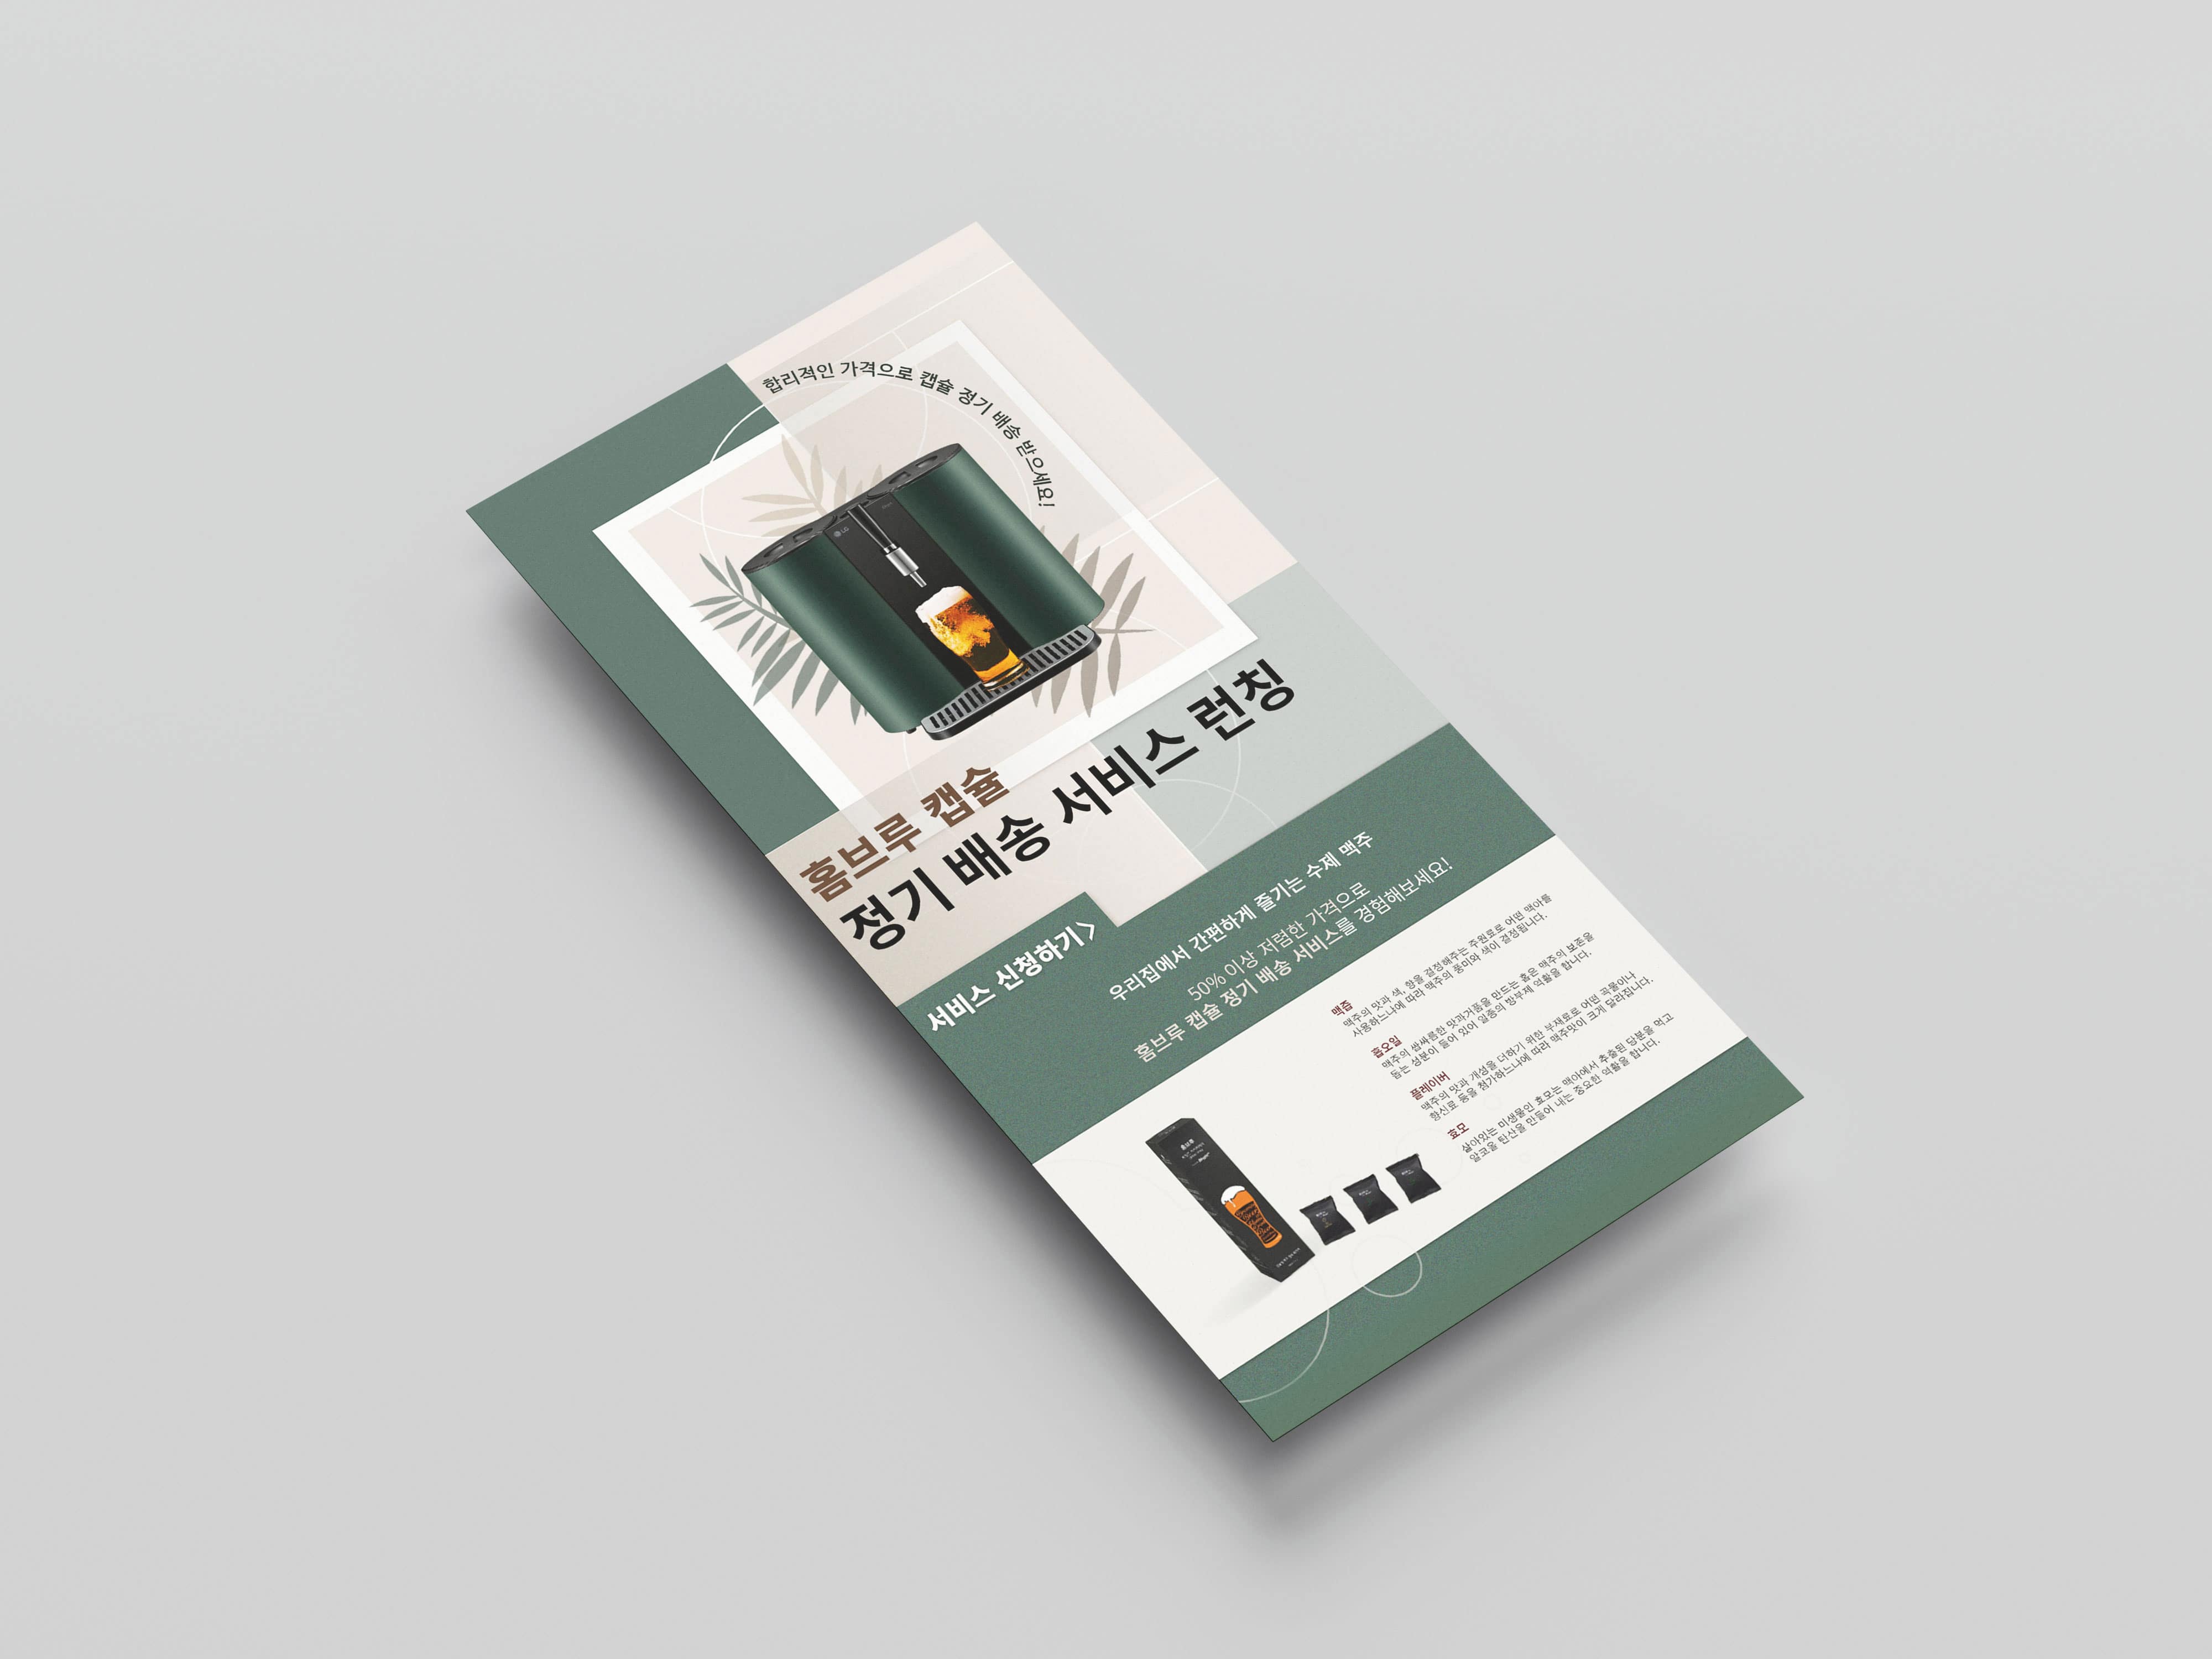 합리적인 가격으로 캡슐 정기 배송 받으세요!
LG
홈브루 캡슐
정기 배송 서비스 런칭
서비스 신청하기 >
우리집에서 간편하게 즐기는 수제 맥주
50% 이상 저렴한 가격으로
홈브루 캡슐 정기 배송 서비스를 경험해보세요!
맥즙
맥주의 맛과 색, 향을 결정해주는 주원료로 어떤 맥아를
사용하느냐에 따라 맥주의 풍미와 색이 결정됩니다.
홉오일
맥주의 쌉싸름한 맛과거품을 만드는 홉은 맥주의 보존을
돕는 성분이 들어 있어 일종의 방부제 역활을 합니다.
플레이버
맥주의 맛과 개성을 더하기 위한 부재료로 어떤 곡물이나
향신료 등을 첨가하느냐에 따라 맥주맛이 크게 달라집니다.
효모
살아있는 미생물인 효모는 맥아에서 추출된 당분을 먹고
알코올 탄산을 만들어 내는 중요한 역활을 합니다.
홈브루